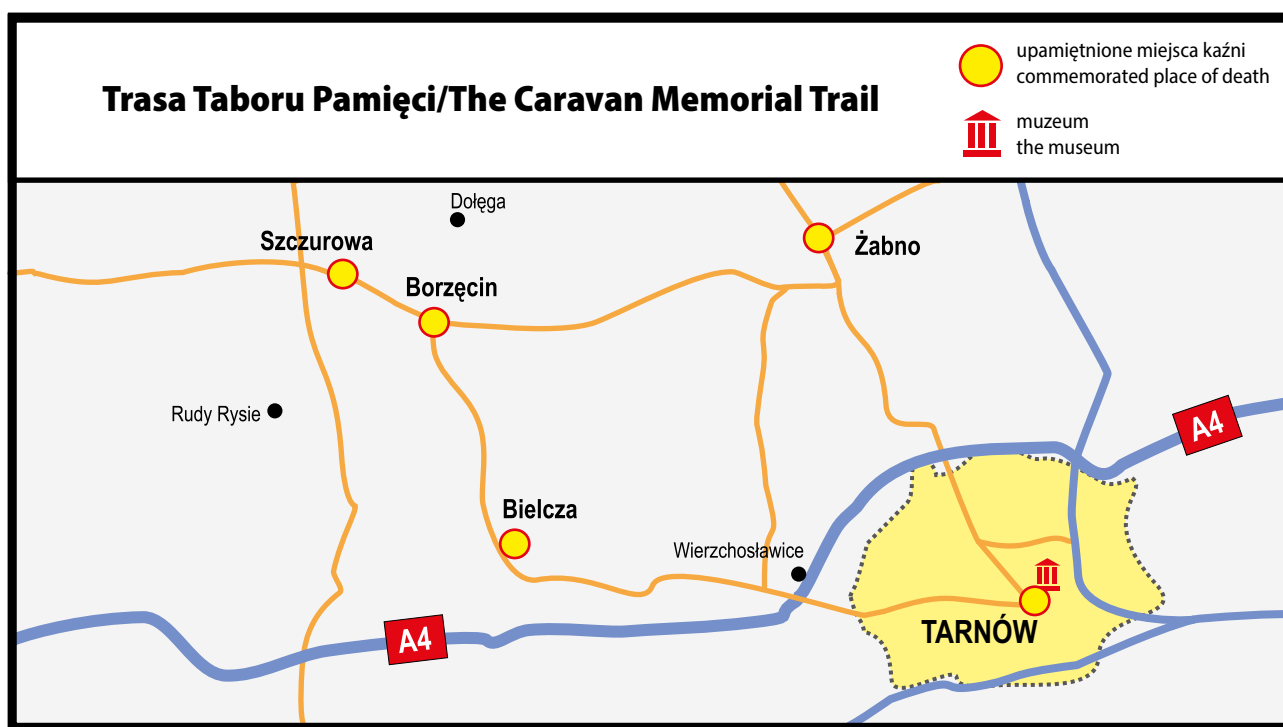 Trasa Taboru Pamięci/The Caravan Memorial Trail
upamiętnione miejsca kaźni
commemorated place of death
muzeum
the museum
Dołęga
Szczurowa
Żabno
Borzęcin
Rudy Rysie
A4
Bielcza
Wierzchosławice
TARNÓW
A4